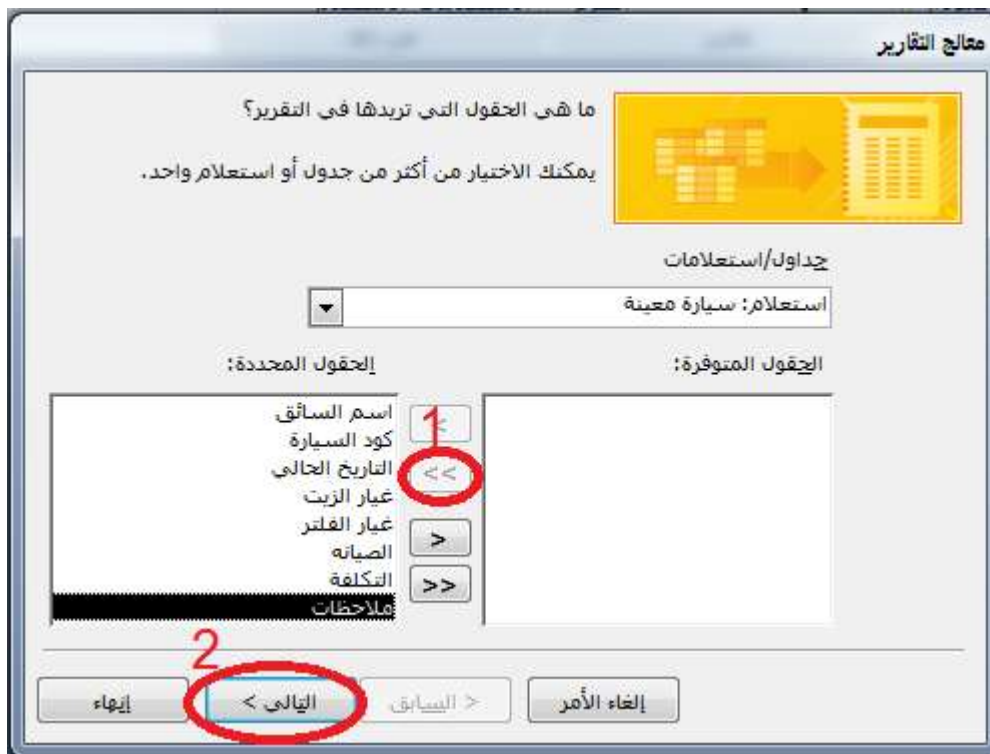 معالج التقارير
ما هي الحقول التي تريدها في التقرير؟
يمكنك الاختيار من أكثر من جدول أو استعلام واحد.
جداول/استعلامات
استعلام: سيارة معينة
الحقول المتوفرة:
الحقول المحددة:
اسم السائق
كود السيارة
التاريخ الحالي
غيار الزيت
غيار الفلتر
الصيانه
التكلفة
ملاحظات
<
1
<<
>
>>
2
إلغاء الأمر
< السابق
التالي >
إنهاء